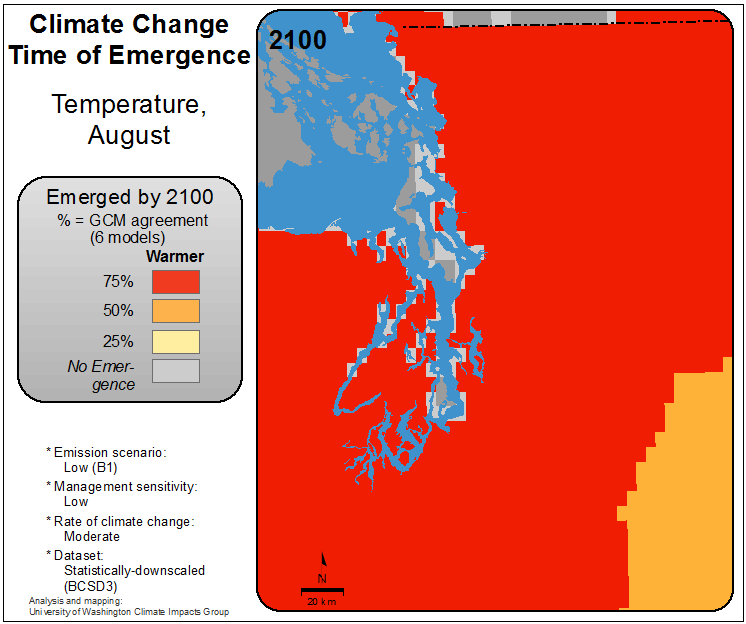 Climate Change
Time of Emergence
Temperature,
August
Emerged by 2100
% = GCM agreement
(6 models)
Warmer
75%
50%
25%
No Emer-
gence
* Emission scenario:
Low (B1)
* Management sensitivity:
Low
* Rate of climate change:
Moderate
* Dataset:
Statistically-downscaled
(BCSD3)
Analysis and mapping:
University of Washington Climate Impacts Group
2100
N
20 km